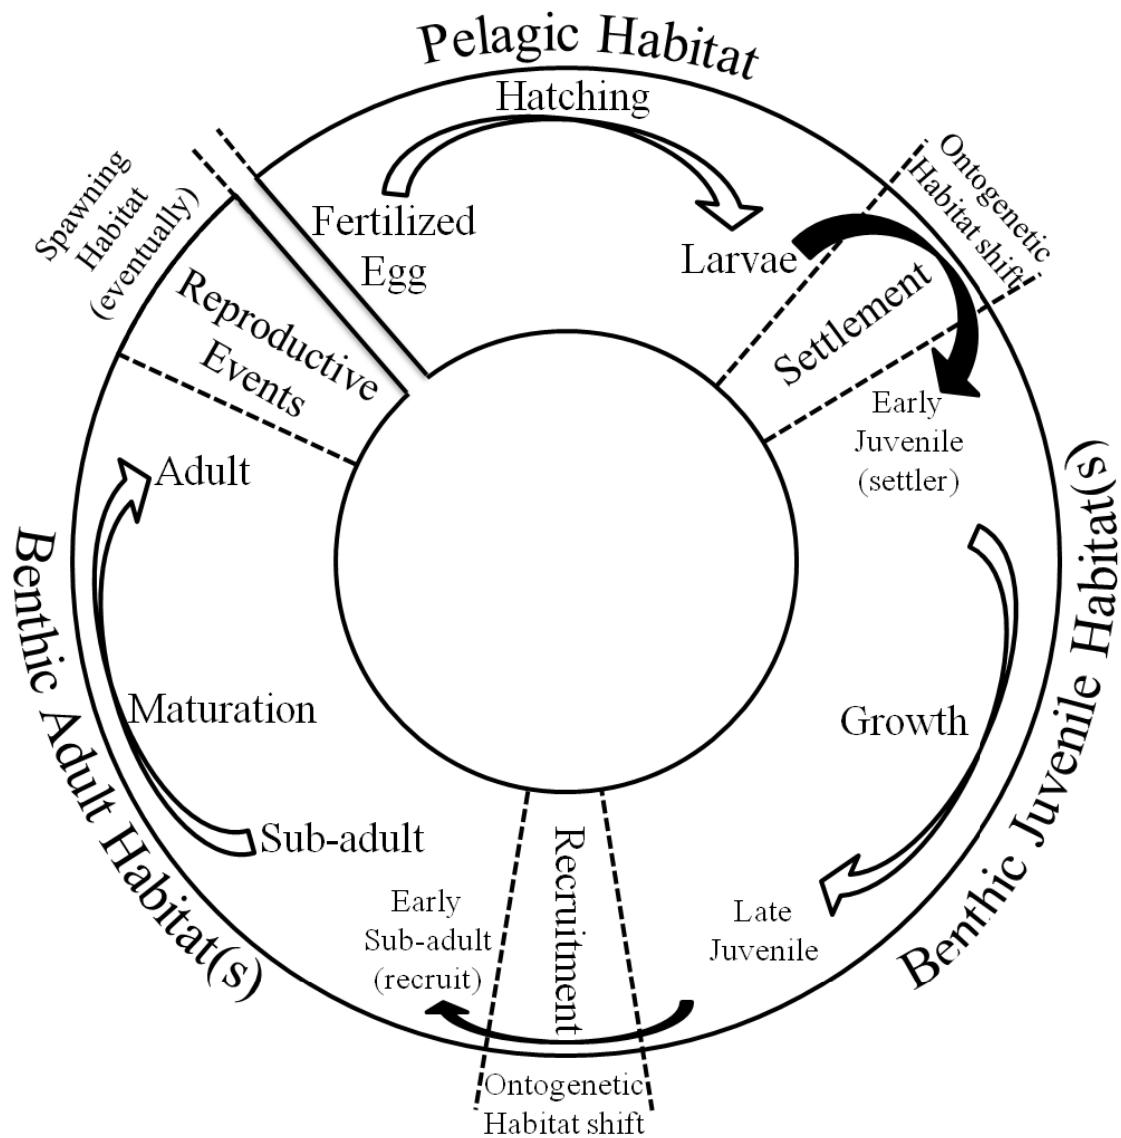 Pelagic Habitat
Hatching
Fertilized
Egg
Larvae
Ontogenetic
Habitat shift
Settlement
Early
Juvenile
(settler)
Benthic Juvenile Habitat(s)
Growth
Late
Juvenile
Recruitment
Ontogenetic
Habitat shift
Early
Sub-adult
(recruit)
Sub-adult
Maturation
Benthic Adult Habitat(s)
Adult
Reproductive
Events
Spawning
Habitat
(eventually)